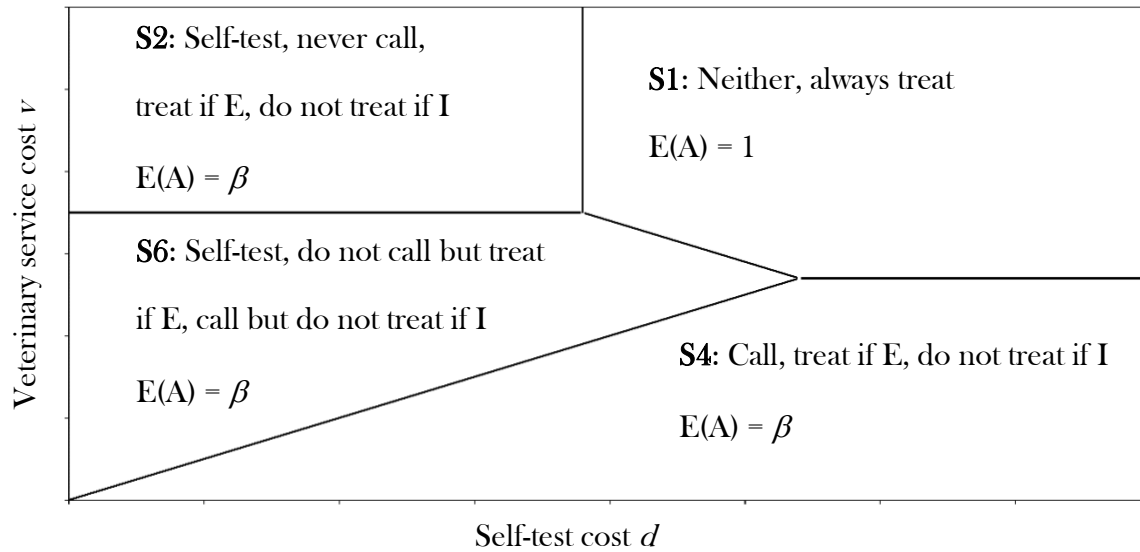 S2: Self-test, never call,
treat if E, do not treat if I
E(A) = β
S1: Neither, always treat
E(A) = 1
Veterinary service cost v
S6: Self-test, do not call but treat
if E, call but do not treat if I
E(A) = β
S4: Call, treat if E, do not treat if I
E(A) = β
Self-test cost d